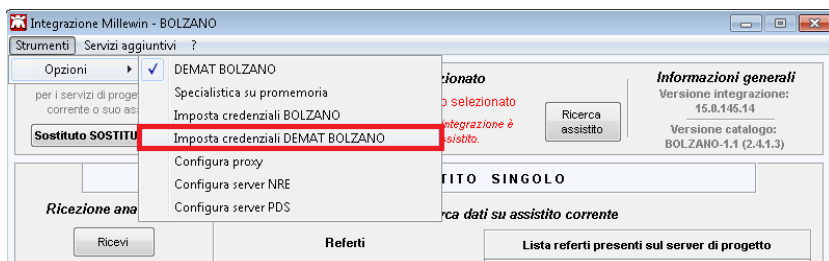 Integrazione Millewin - BOLZANO
Strumenti Servizi aggiuntivi ?
Opzioni
DEMAT BOLZANO
Specialistica su promemoria
Imposta credenziali BOLZANO
Imposta credenziali DEMAT BOLZANO
Configura proxy
Configura server NRE
Configura server PDS
per i servizi di proge
corrente o suo as
Sostituto SOSTITU
zionato
o selezionato
integrazione è
sistito.
Ricerca
assistito
Informazioni generali
Versione integrazione:
15.0.145.14
Versione catalogo:
BOLZANO-1.1 (2.4.1.3)
TITO SINGOLO
Ricezione ana
rca dati su assistito corrente
Ricevi
Referti
Lista referti presenti sul server di progetto